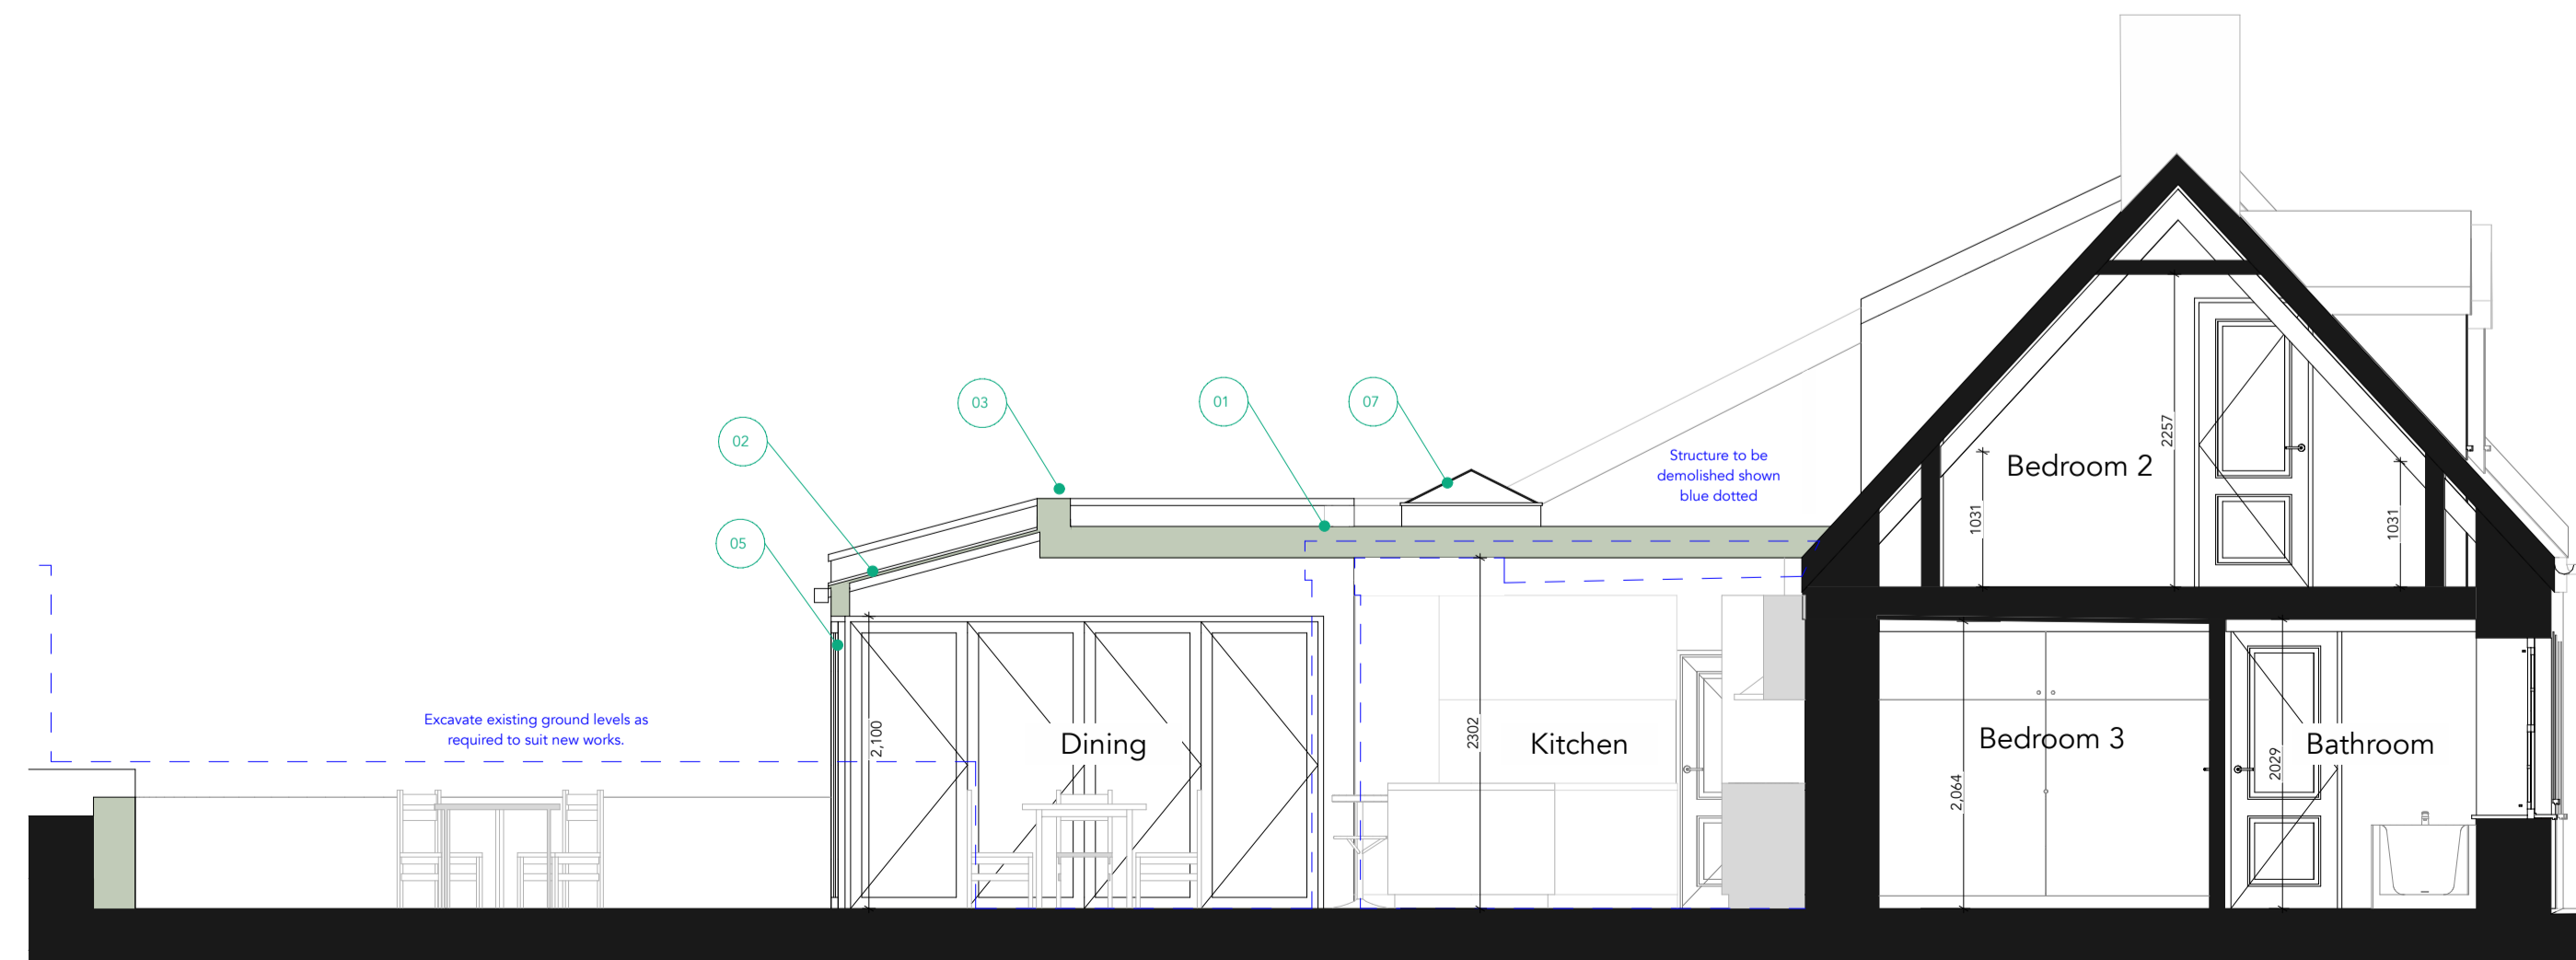 03
01
07
02
05
Structure to be
demolished shown
blue dotted
Bedroom 2
2257
1031
1031
Excavate existing ground levels as
required to suit new works.
2,100
Dining
2302
Kitchen
Bedroom 3
2,064
2029
Bathroom